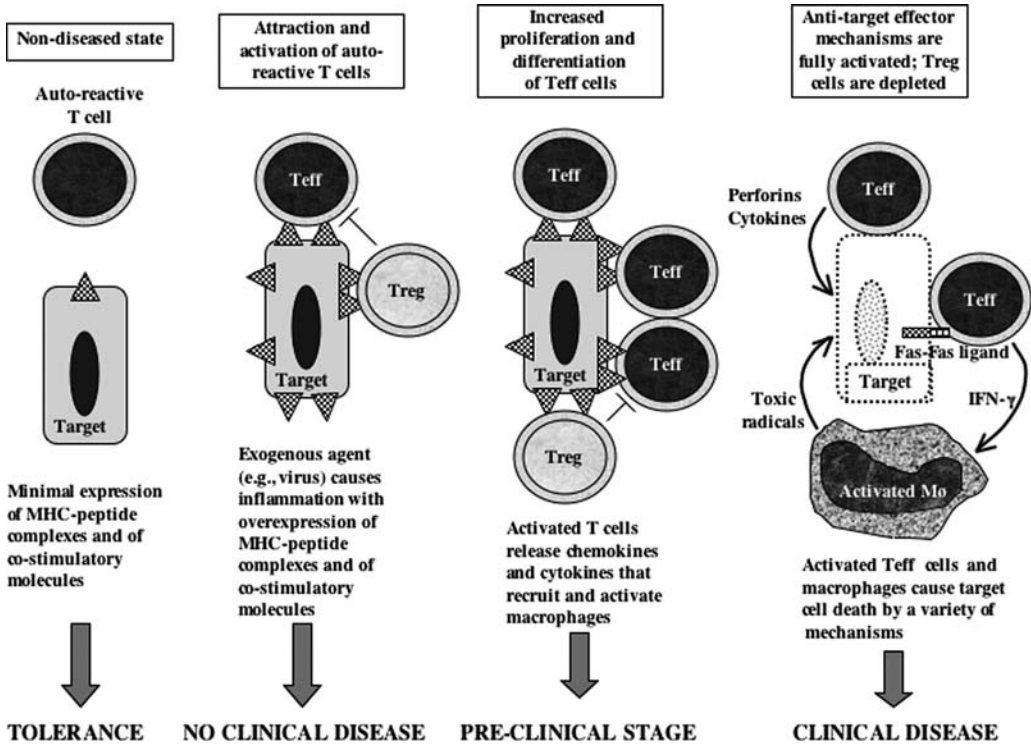 Non-diseased state
Auto-reactive
T cell
Target
Minimal expression
of MHC-peptide
complexes and of
co-stimulatory
molecules
TOLERANCE
Attraction and
activation of auto-
reactive T cells
Teff
Treg
Target
Exogenous agent
(e.g., virus) causes
inflammation with
overexpression of
MHC-peptide
complexes and of
co-stimulatory
molecules
NO CLINICAL DISEASE
Increased
proliferation and
differentiation
of Teff cells
Teff
Teff
Teff
Target
Treg
Activated T cells
release chemokines
and cytokines that
recruit and activate
macrophages
PRE-CLINICAL STAGE
Anti-target effector
mechanisms are
fully activated; Treg
cells are depleted
Teff
Perforins
Cytokines
Teff
Fas-Fas ligand
Target
Toxic
radicals
IFN-γ
Activated Mø
Activated Teff cells and
macrophages cause target
cell death by a variety of
mechanisms
CLINICAL DISEASE